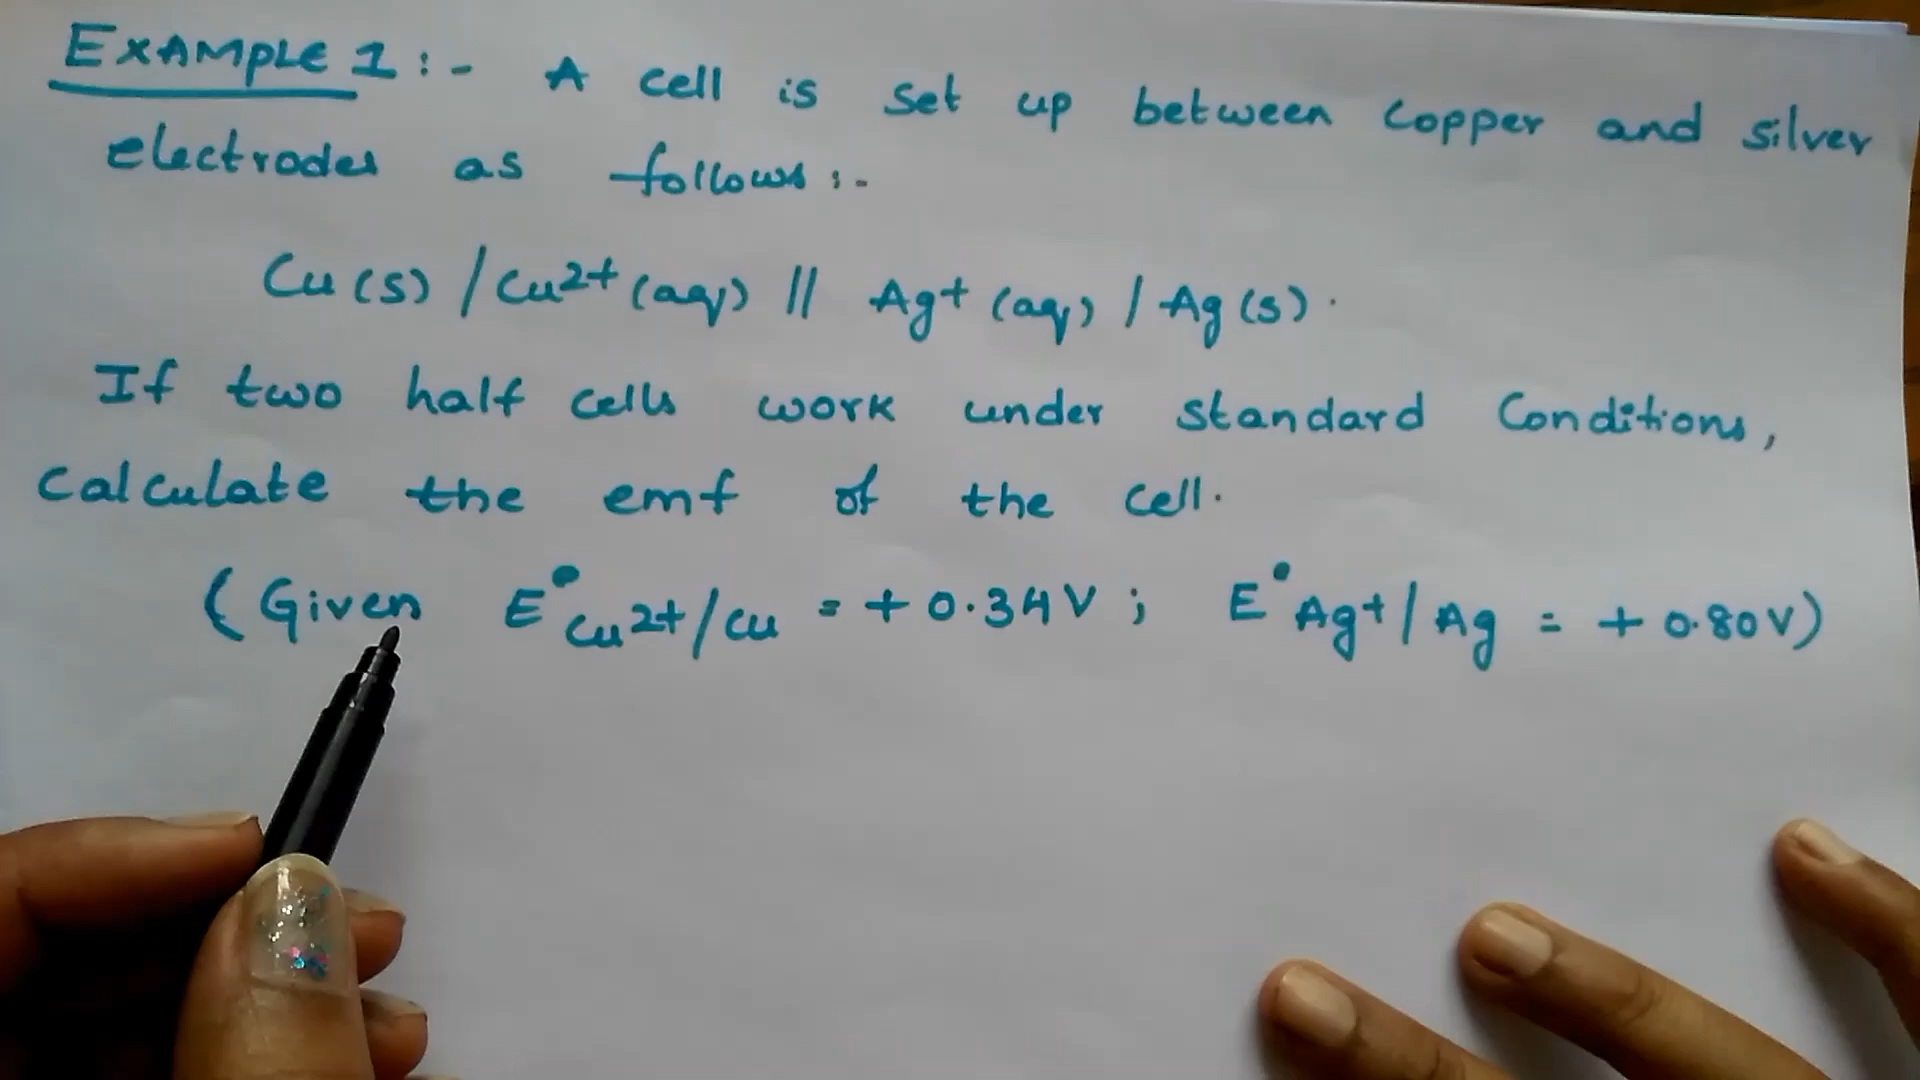 EXAMPLE 1:- A cell is set up between copper and silver
electrodes as follows:-
Cu(s) / Cu2+ (aq) // Ag+ (aq) / Ag(s).
If two half cells work under standard Conditions,
Calculate the emf of the cell.
(Given E°Cu2+/Cu = +0.34V ; E°Ag+/Ag = +0.80V)